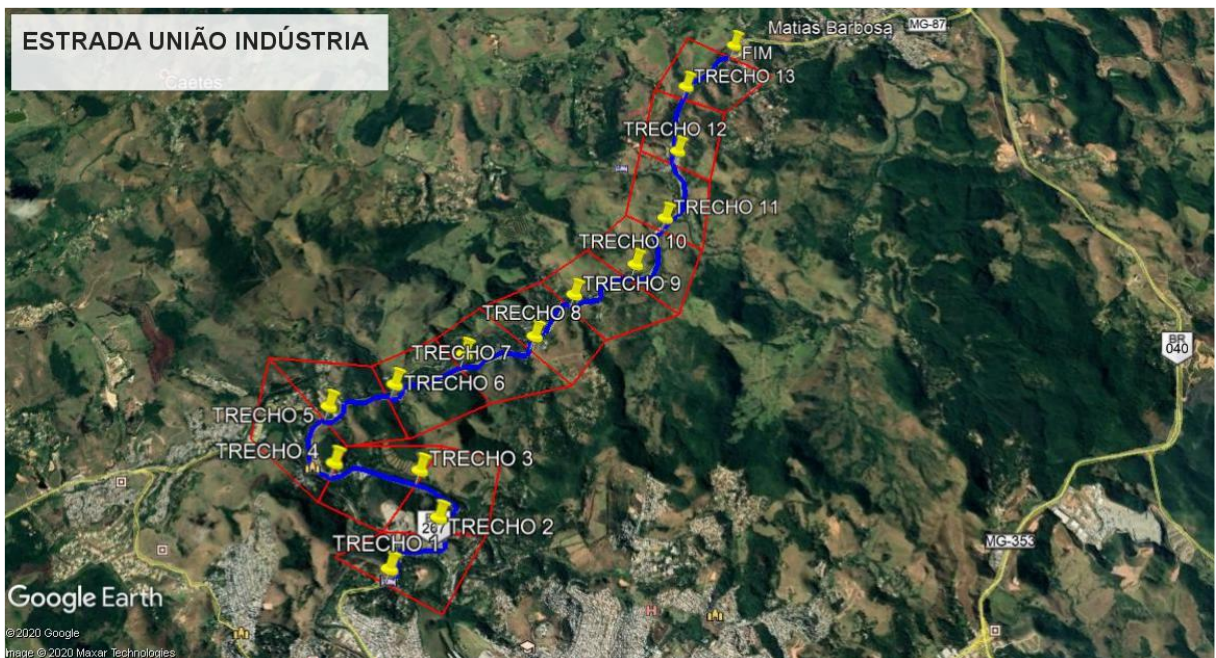 ESTRADA UNIÃO INDÚSTRIA
Caetés
Matias Barbosa
MG-87
FIM
TRECHO 13
TRECHO 12
TRECHO 11
TRECHO 10
TRECHO 9
TRECHO 8
TRECHO 7
TRECHO 6
TRECHO 5
TRECHO 4
TRECHO 3
TRECHO 2
TRECHO 1
BR
040
MG-353
H
Google Earth
©2020 Google
Image © 2020 Maxar Technologies